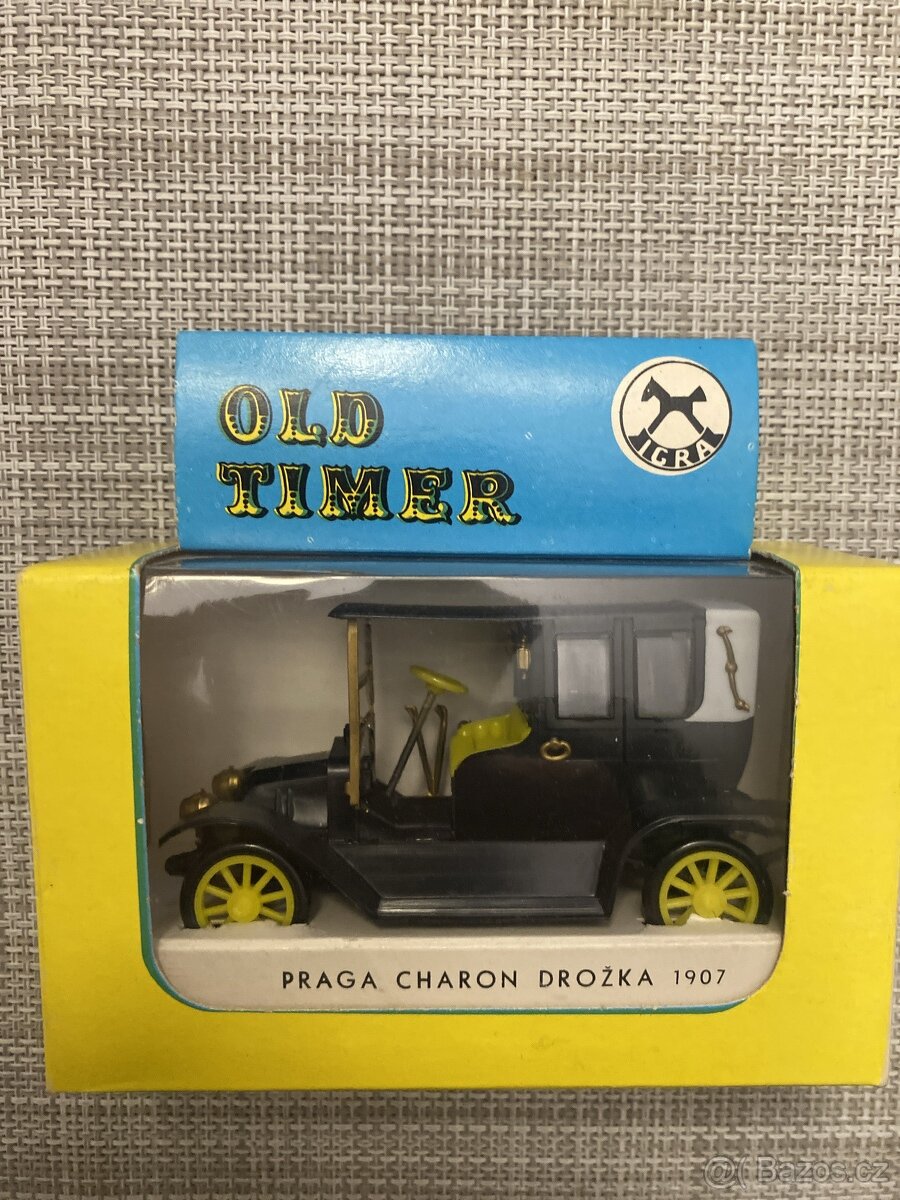 OLD
TIMER
IGRA
PRAGA CHARON DROŽKA 1907
@( Bazos.cz